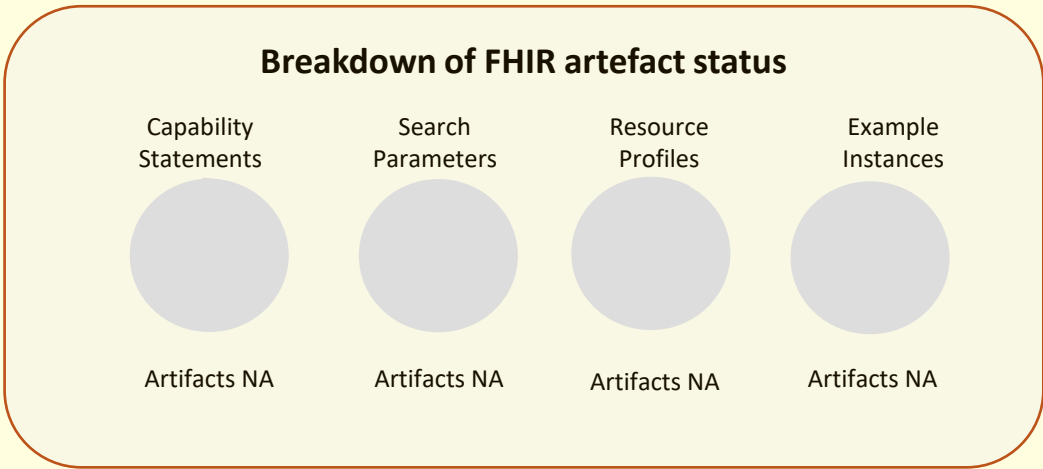 Breakdown of FHIR artefact status
Capability
Statements
Search
Parameters
Resource
Profiles
Example
Instances
Artifacts NA
Artifacts NA
Artifacts NA
Artifacts NA